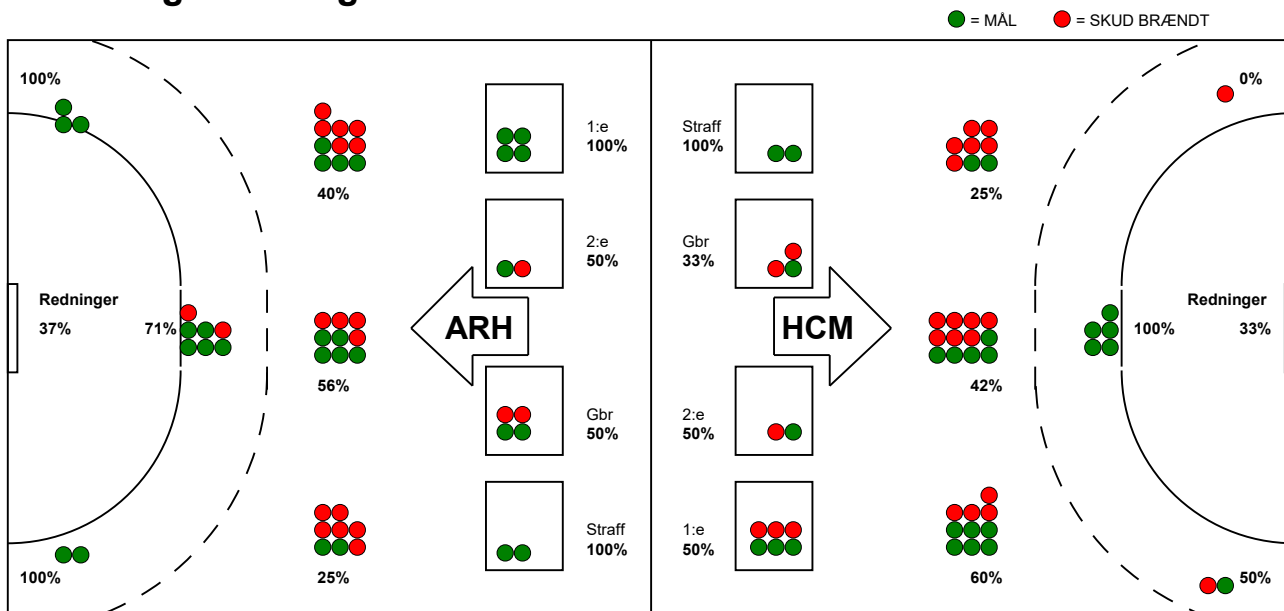 = MÅL = SKUD BRÆNDT
100%
40%
1:e
100%
Straff
100%
25%
0%
2:e
50%
Gbr
33%
Redninger
37%
71%
56%
ARH
HCM
42%
100%
Redninger
33%
Gbr
50%
2:e
50%
100%
25%
Straff
100%
1:e
50%
60%
50%